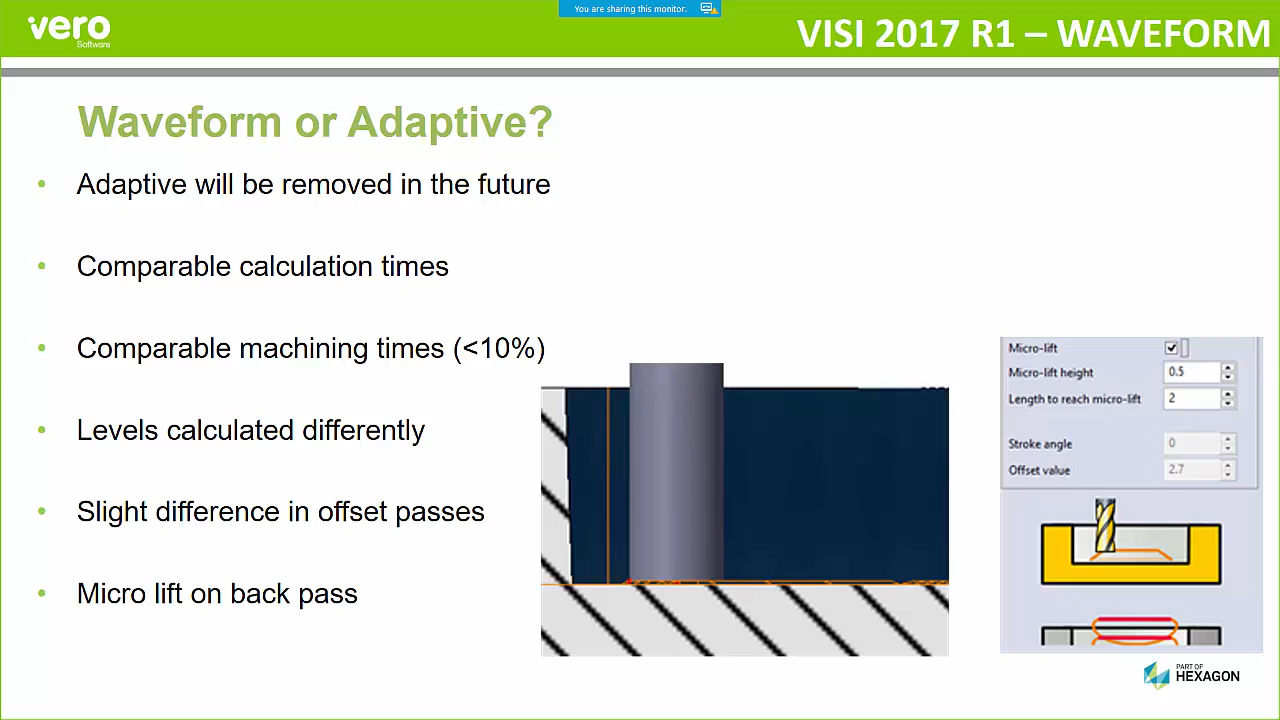 You are sharing this monitor.
vero
Software
VISI 2017 R1 – WAVEFORM
Waveform or Adaptive?
• Adaptive will be removed in the future
• Comparable calculation times
• Comparable machining times (<10%)
• Levels calculated differently
• Slight difference in offset passes
• Micro lift on back pass
Micro-lift
Micro-lift height 0.5
Length to reach micro-lift 2
Stroke angle 0
Offset value 2.7
PART OF
HEXAGON